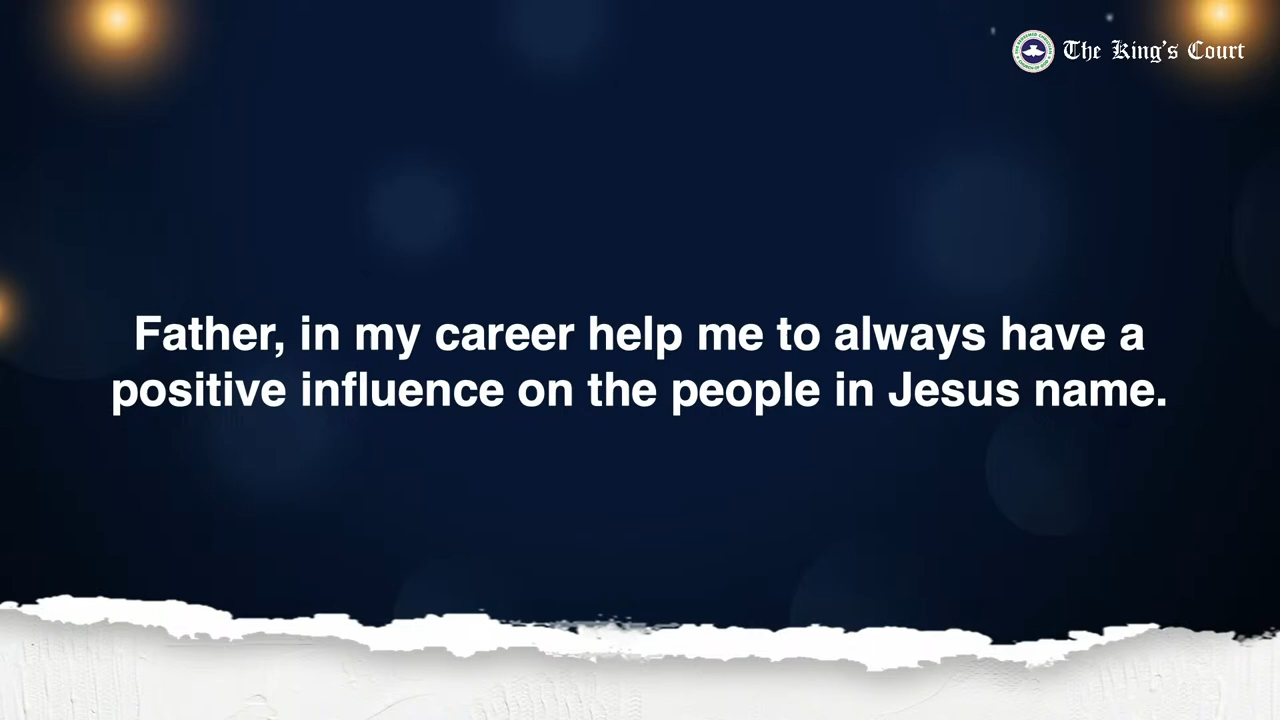 The King's Court
Father, in my career help me to always have a
positive influence on the people in Jesus name.